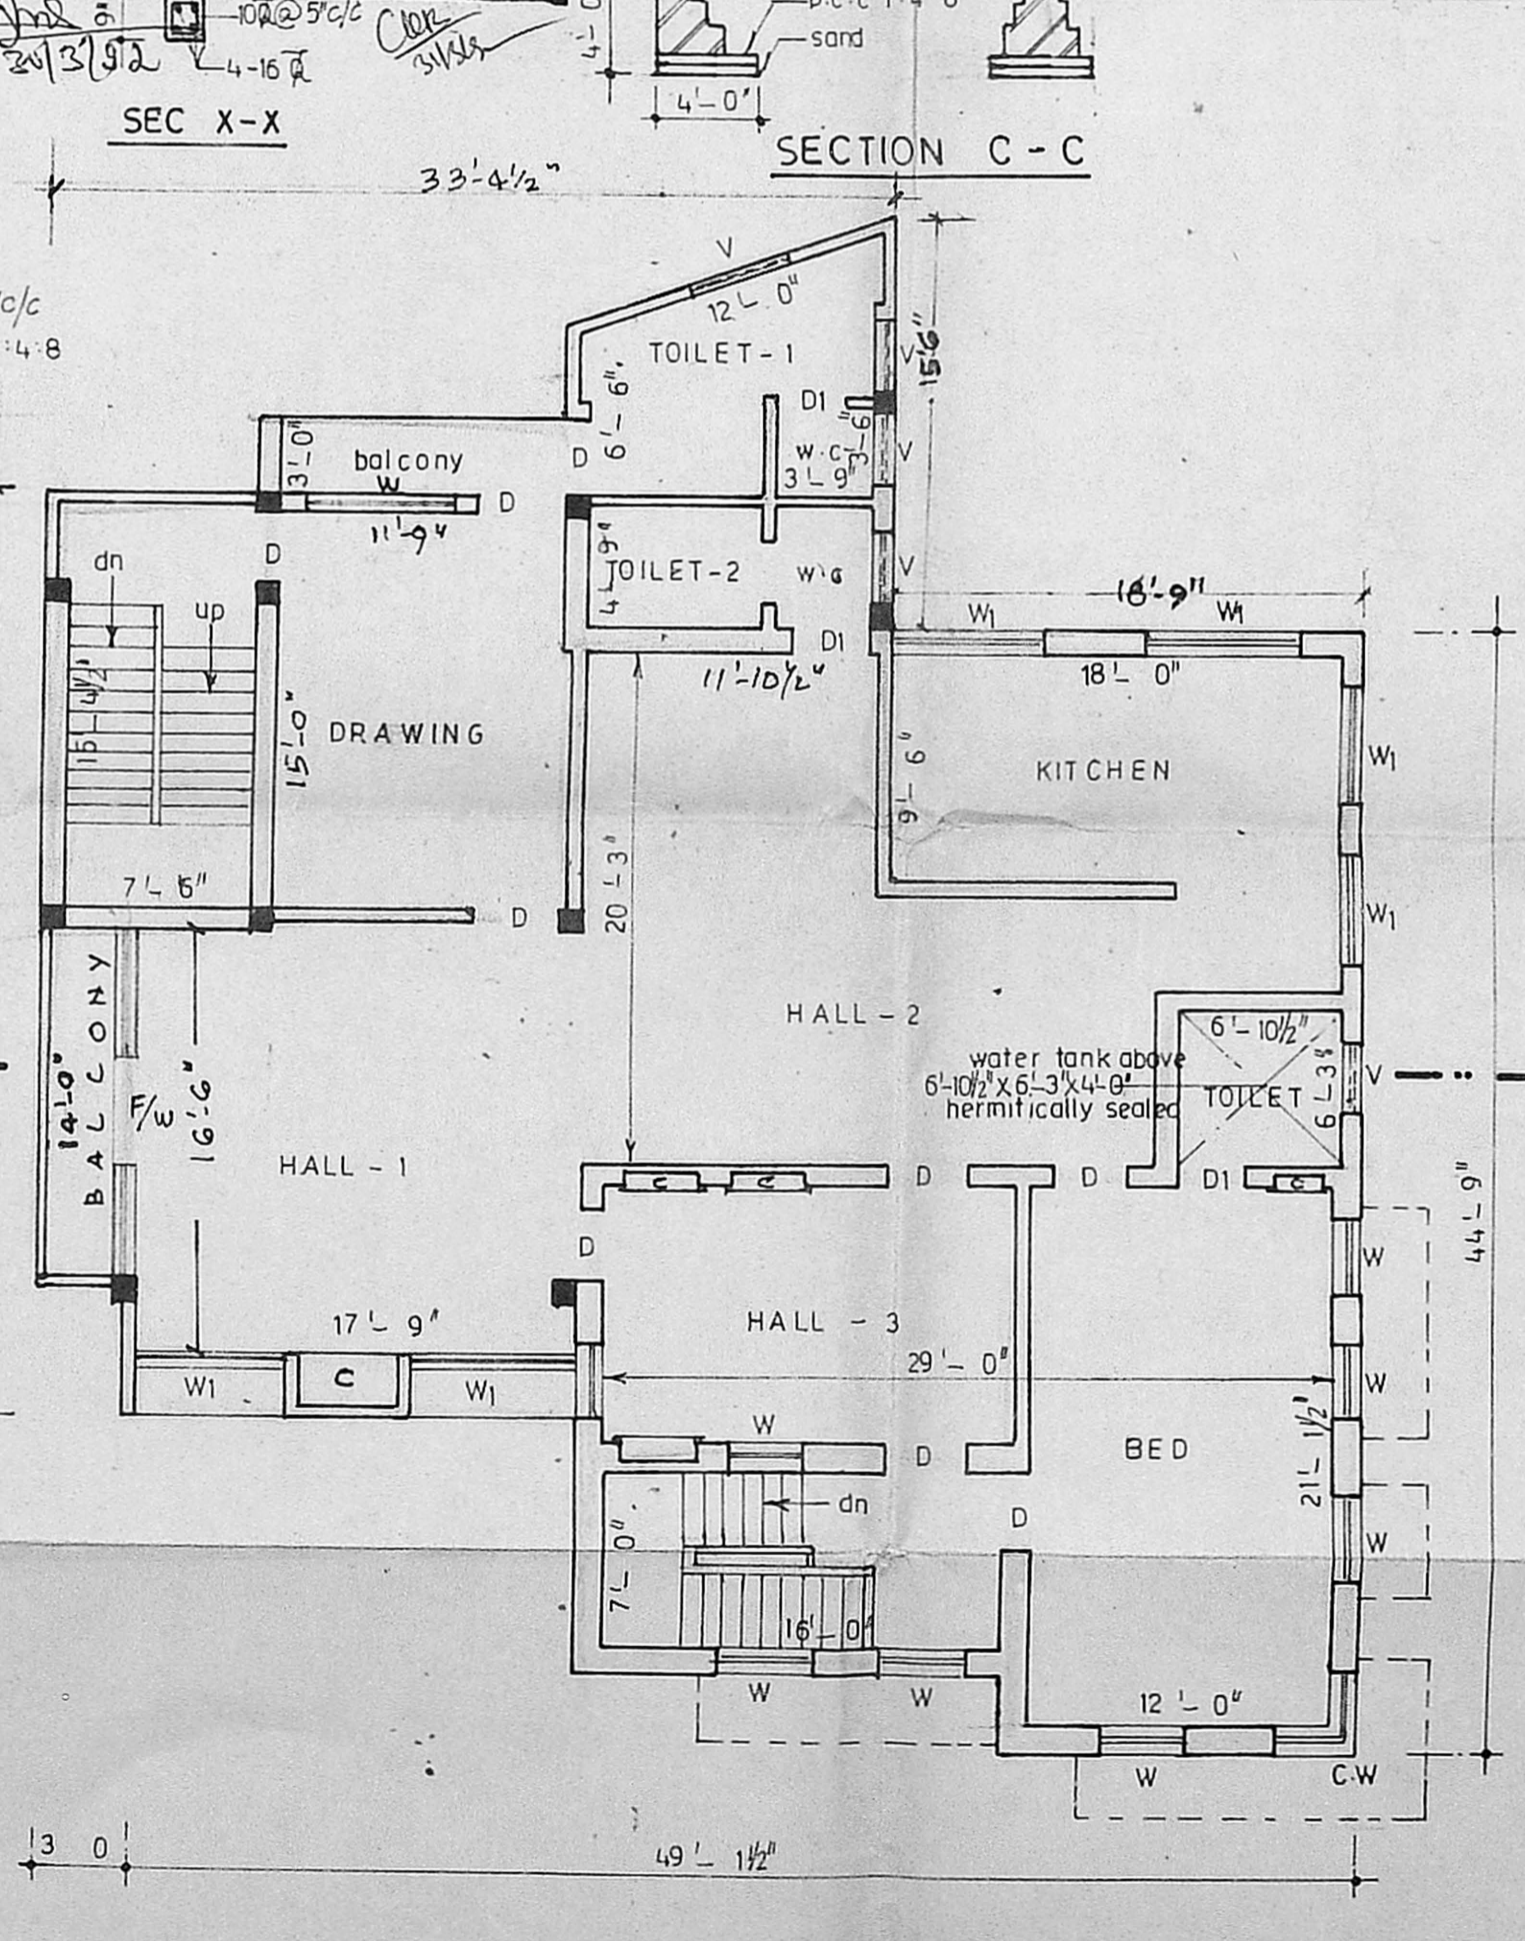 10 @ 5"c/c
4-16
SEC X-X
4'-0"
sand
SECTION C-C
33'-4½"
c/c
:4:8
V
12'-0"
TOILET-1
6'-6"
V
15'6"
D1
3'-0"
balcony
W
D
W.C
3'-6"
3'-9"
V
D
11'-9"
D
dn
up
4'-9"
TOILET-2
V
D1
11'-10½"
W1
18'-9"
W1
18'-0"
15'-4½'
15'-0"
DRAWING
9'-6"
KITCHEN
W1
7'-6"
D
20'-3"
W1
BALCONY
14'-0"
F/W
16'-6"
HALL-1
HALL-2
water tank above
6'-10½"X6'-3"X4'-0"
hermitically sealed
6'-10½"
TOILET
6'-3"
V
C
C
D
D
D1
C
44'-9"
D
W
17'-9"
HALL - 3
29'-0"
W1
C
W1
W
W
D
BED
21'-1½"
dn
D
7'-0"
W
16'-0"
W
W
12'-0"
W
C.W
3 0
49'-1½"